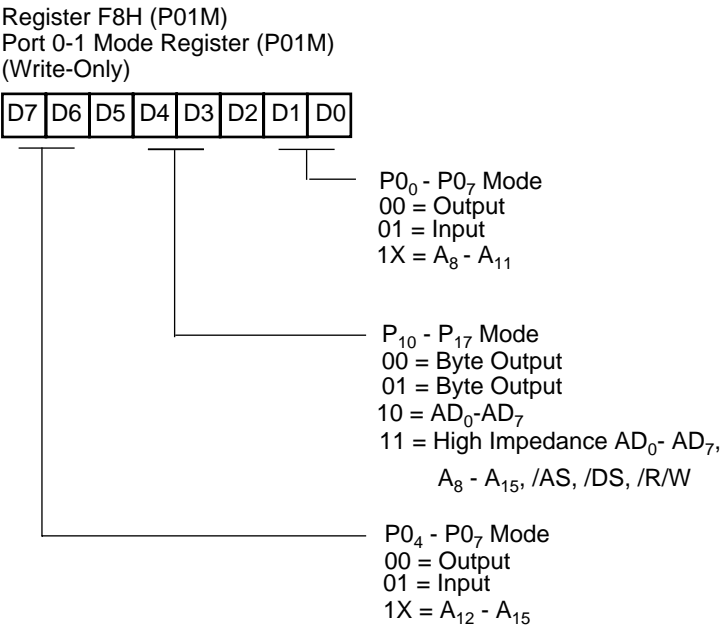 Register F8H (P01M)
Port 0-1 Mode Register (P01M)
(Write-Only)
D7 D6 D5 D4 D3 D2 D1 D0
P0₀ - P0₇ Mode
00 = Output
01 = Input
1X = A₈ - A₁₁
P₁₀ - P₁₇ Mode
00 = Byte Output
01 = Byte Output
10 = AD₀-AD₇
11 = High Impedance AD₀- AD₇,
A₈ - A₁₅, /AS, /DS, /R/W
P0₄ - P0₇ Mode
00 = Output
01 = Input
1X = A₁₂ - A₁₅